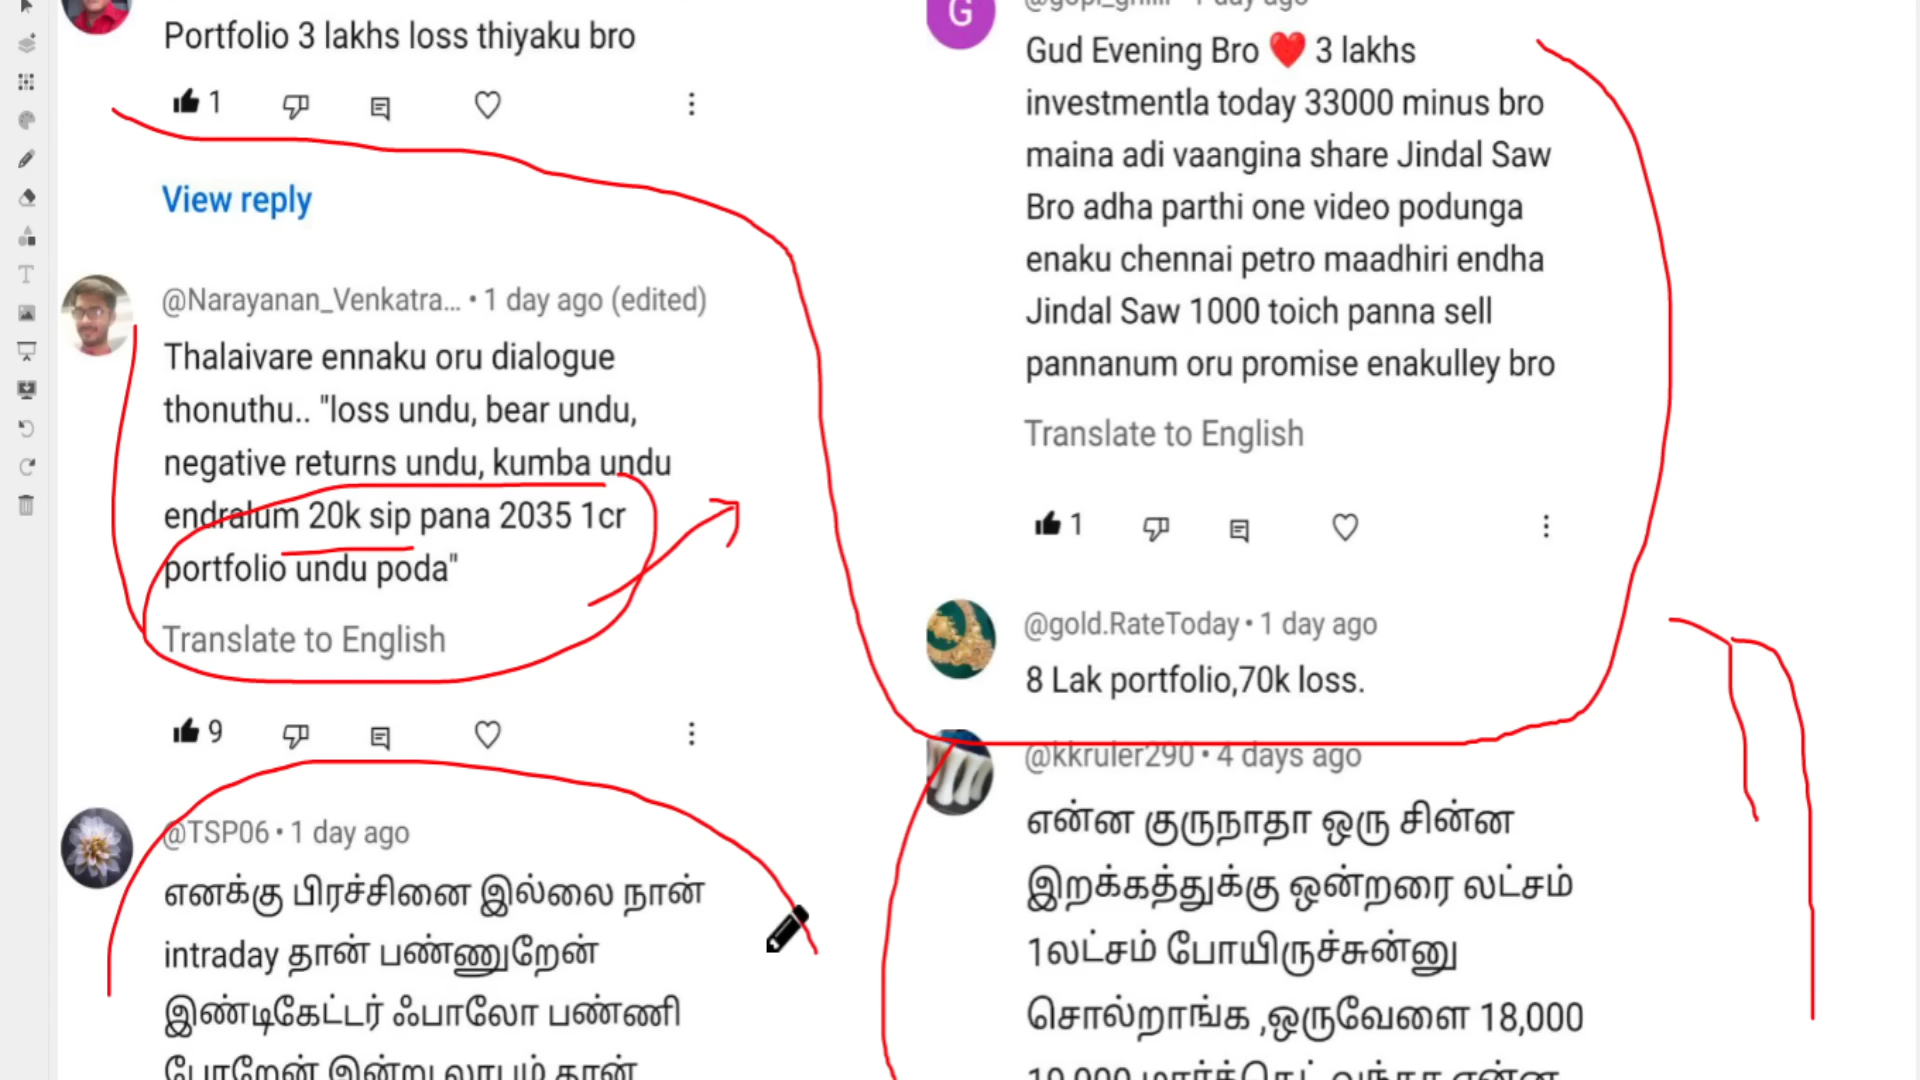 Portfolio 3 lakhs loss thiyaku bro
1
View reply
@Narayanan_Venkatra... • 1 day ago (edited)
Thalaivare ennaku oru dialogue
thonuthu.. "loss undu, bear undu,
negative returns undu, kumba undu
endralum 20k sip pana 2035 1cr
portfolio undu poda"
Translate to English
9
@TSP06 • 1 day ago
எனக்கு பிரச்சினை இல்லை நான்
intraday தான் பண்ணுறேன்
இண்டிகேட்டர் ஃபாலோ பண்ணி
போறேன் இன்று லாபம் தான்
G
Gud Evening Bro ❤️ 3 lakhs
investmentla today 33000 minus bro
maina adi vaangina share Jindal Saw
Bro adha parthi one video podunga
enaku chennai petro maadhiri endha
Jindal Saw 1000 toich panna sell
pannanum oru promise enakulley bro
Translate to English
1
@gold.RateToday • 1 day ago
8 Lak portfolio,70k loss.
@kkruler290 • 4 days ago
என்ன குருநாதா ஒரு சின்ன
இறக்கத்துக்கு ஒன்றரை லட்சம்
1லட்சம் போயிருச்சுன்னு
சொல்றாங்க ,ஒருவேளை 18,000